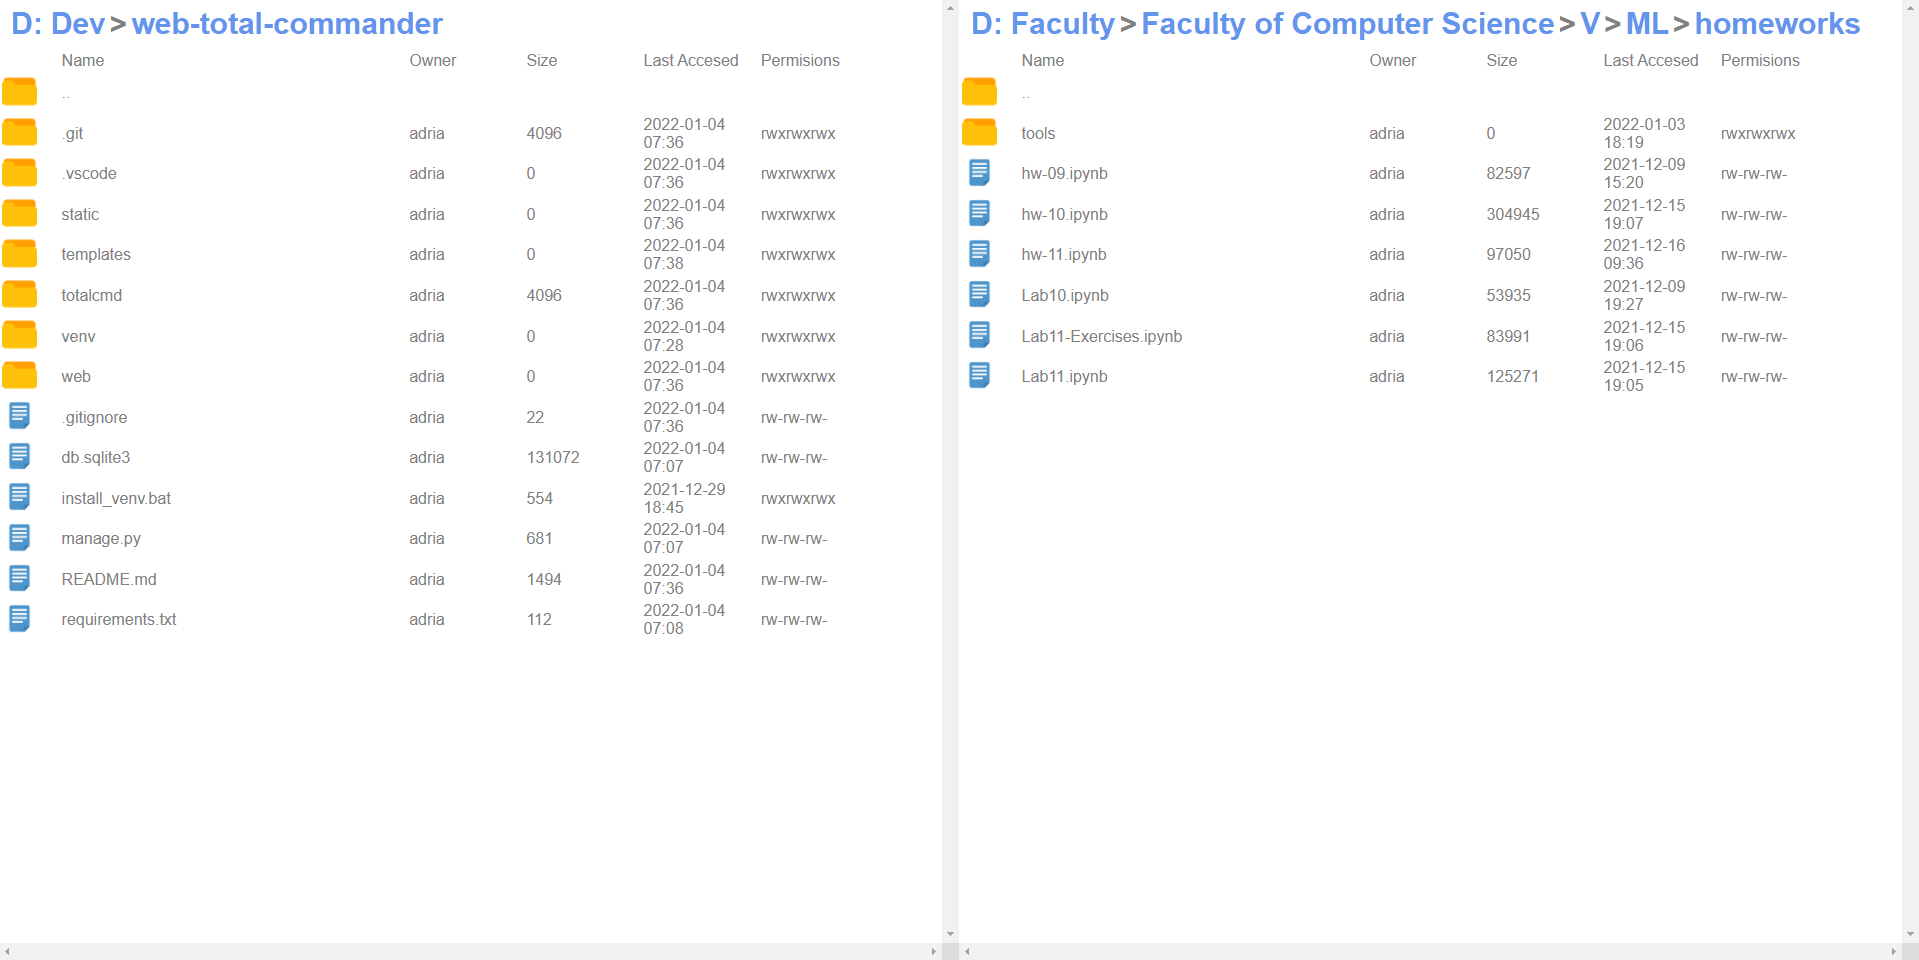 D: Dev > web-total-commander
Name Owner Size Last Accesed Permisions
..
.git adria 4096 2022-01-04 07:36 rwxrwxrwx
.vscode adria 0 2022-01-04 07:36 rwxrwxrwx
static adria 0 2022-01-04 07:36 rwxrwxrwx
templates adria 0 2022-01-04 07:38 rwxrwxrwx
totalcmd adria 4096 2022-01-04 07:36 rwxrwxrwx
venv adria 0 2022-01-04 07:28 rwxrwxrwx
web adria 0 2022-01-04 07:36 rwxrwxrwx
.gitignore adria 22 2022-01-04 07:36 rw-rw-rw-
db.sqlite3 adria 131072 2022-01-04 07:07 rw-rw-rw-
install_venv.bat adria 554 2021-12-29 18:45 rwxrwxrwx
manage.py adria 681 2022-01-04 07:07 rw-rw-rw-
README.md adria 1494 2022-01-04 07:36 rw-rw-rw-
requirements.txt adria 112 2022-01-04 07:08 rw-rw-rw-
D: Faculty > Faculty of Computer Science > V > ML > homeworks
Name Owner Size Last Accesed Permisions
..
tools adria 0 2022-01-03 18:19 rwxrwxrwx
hw-09.ipynb adria 82597 2021-12-09 15:20 rw-rw-rw-
hw-10.ipynb adria 304945 2021-12-15 19:07 rw-rw-rw-
hw-11.ipynb adria 97050 2021-12-16 09:36 rw-rw-rw-
Lab10.ipynb adria 53935 2021-12-09 19:27 rw-rw-rw-
Lab11-Exercises.ipynb adria 83991 2021-12-15 19:06 rw-rw-rw-
Lab11.ipynb adria 125271 2021-12-15 19:05 rw-rw-rw-